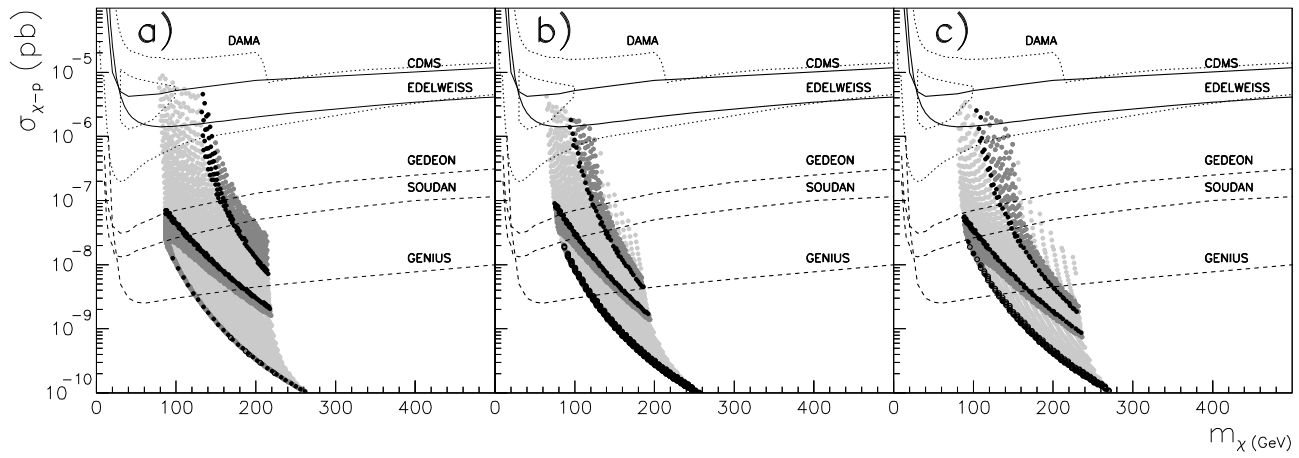 a) b) c)
DAMA DAMA DAMA
CDMS CDMS CDMS
EDELWEISS EDELWEISS EDELWEISS
GEDEON GEDEON GEDEON
SOUDAN SOUDAN SOUDAN
GENIUS GENIUS GENIUS
σχ−p (pb)
10⁻⁵
10⁻⁶
10⁻⁷
10⁻⁸
10⁻⁹
10⁻¹⁰
0 100 200 300 400 0 100 200 300 400 0 100 200 300 400
mχ (GeV)